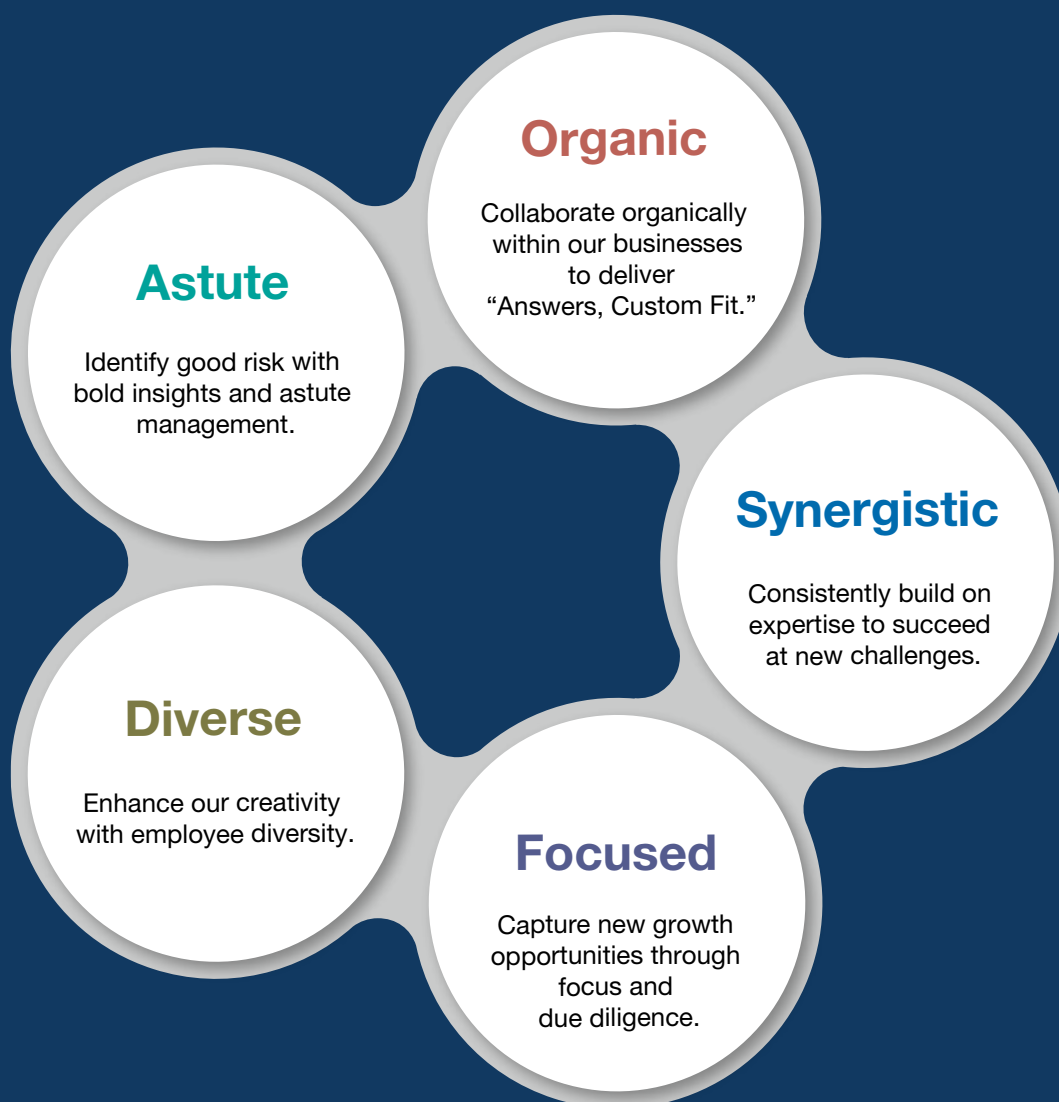 Organic
Collaborate organically
within our businesses
to deliver
“Answers, Custom Fit.”
Astute
Identify good risk with
bold insights and astute
management.
Synergistic
Consistently build on
expertise to succeed
at new challenges.
Diverse
Enhance our creativity
with employee diversity.
Focused
Capture new growth
opportunities through
focus and
due diligence.